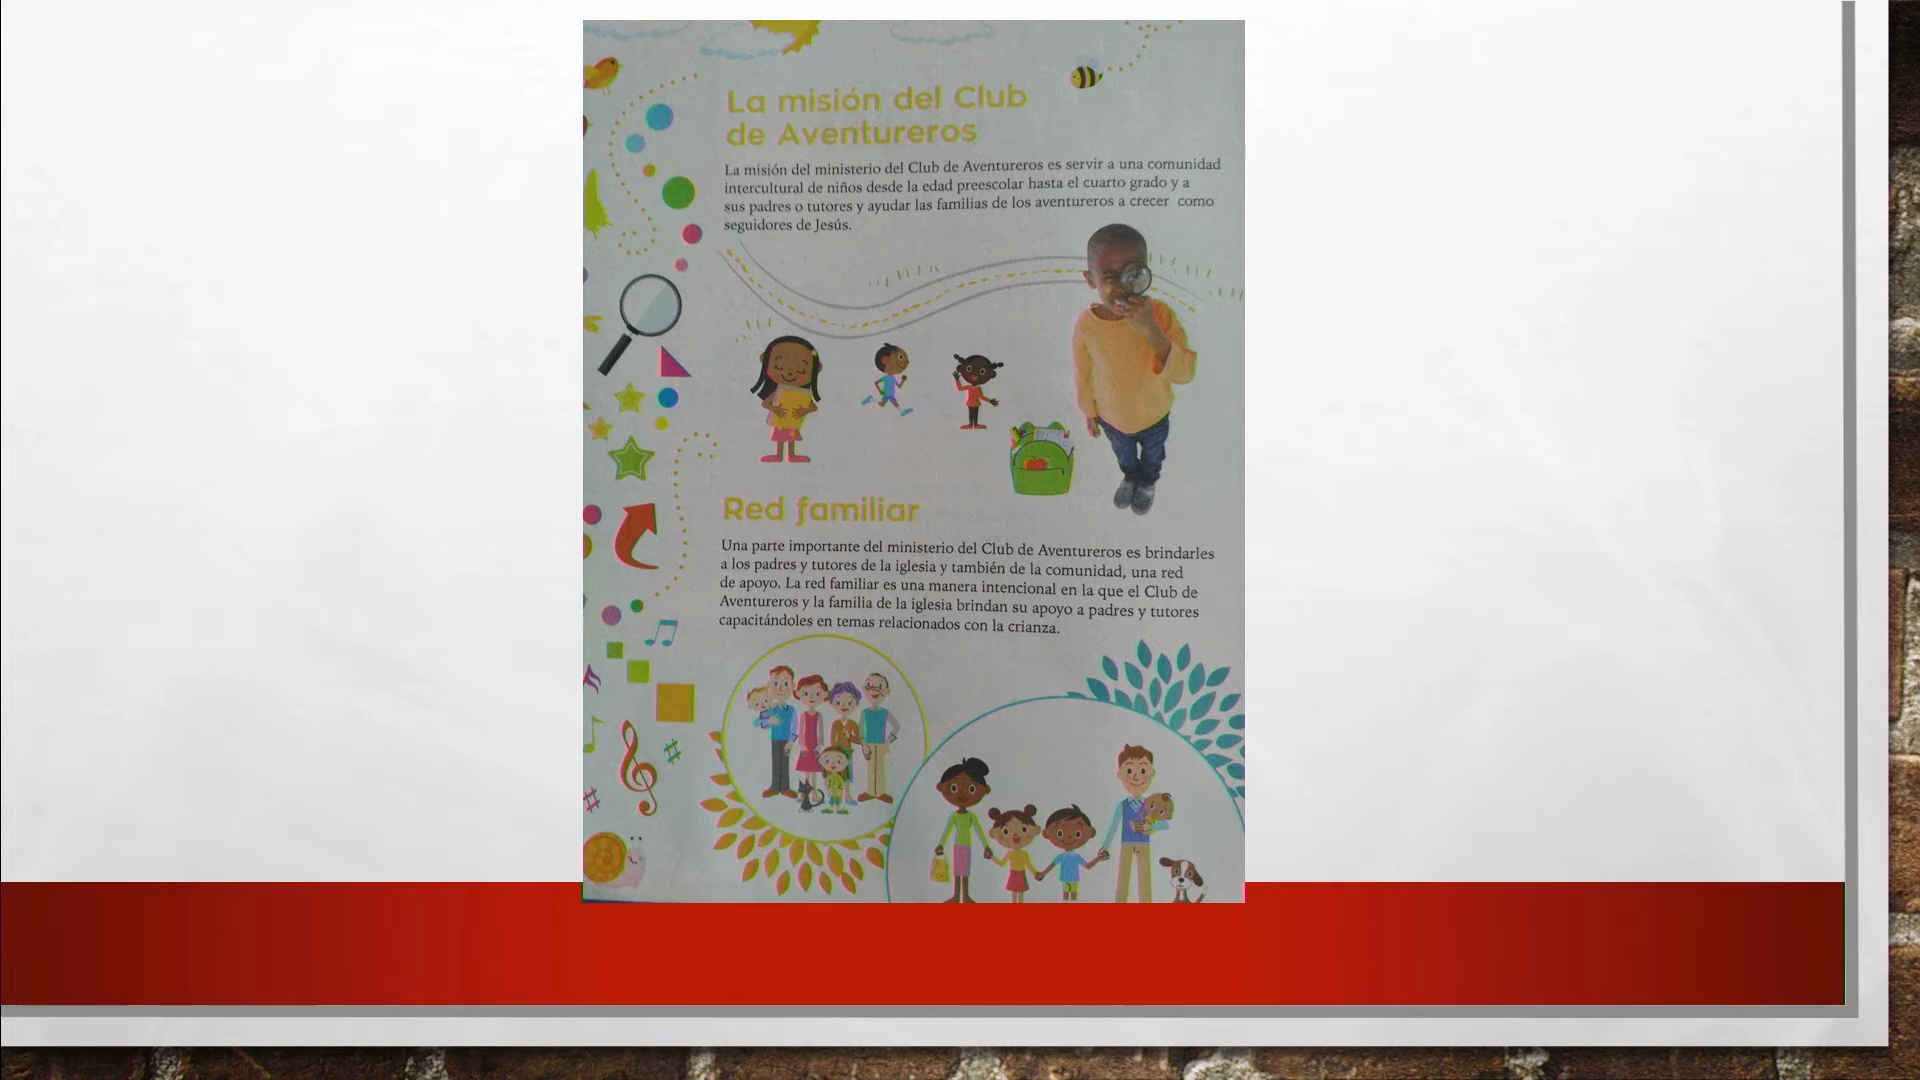 La misión del Club
de Aventureros
La misión del ministerio del Club de Aventureros es servir a una comunidad
intercultural de niños desde la edad preescolar hasta el cuarto grado y a
sus padres o tutores y ayudar las familias de los aventureros a crecer como
seguidores de Jesús.
Red familiar
Una parte importante del ministerio del Club de Aventureros es brindarles
a los padres y tutores de la iglesia y también de la comunidad, una red
de apoyo. La red familiar es una manera intencional en la que el Club de
Aventureros y la familia de la iglesia brindan su apoyo a padres y tutores
capacitándoles en temas relacionados con la crianza.